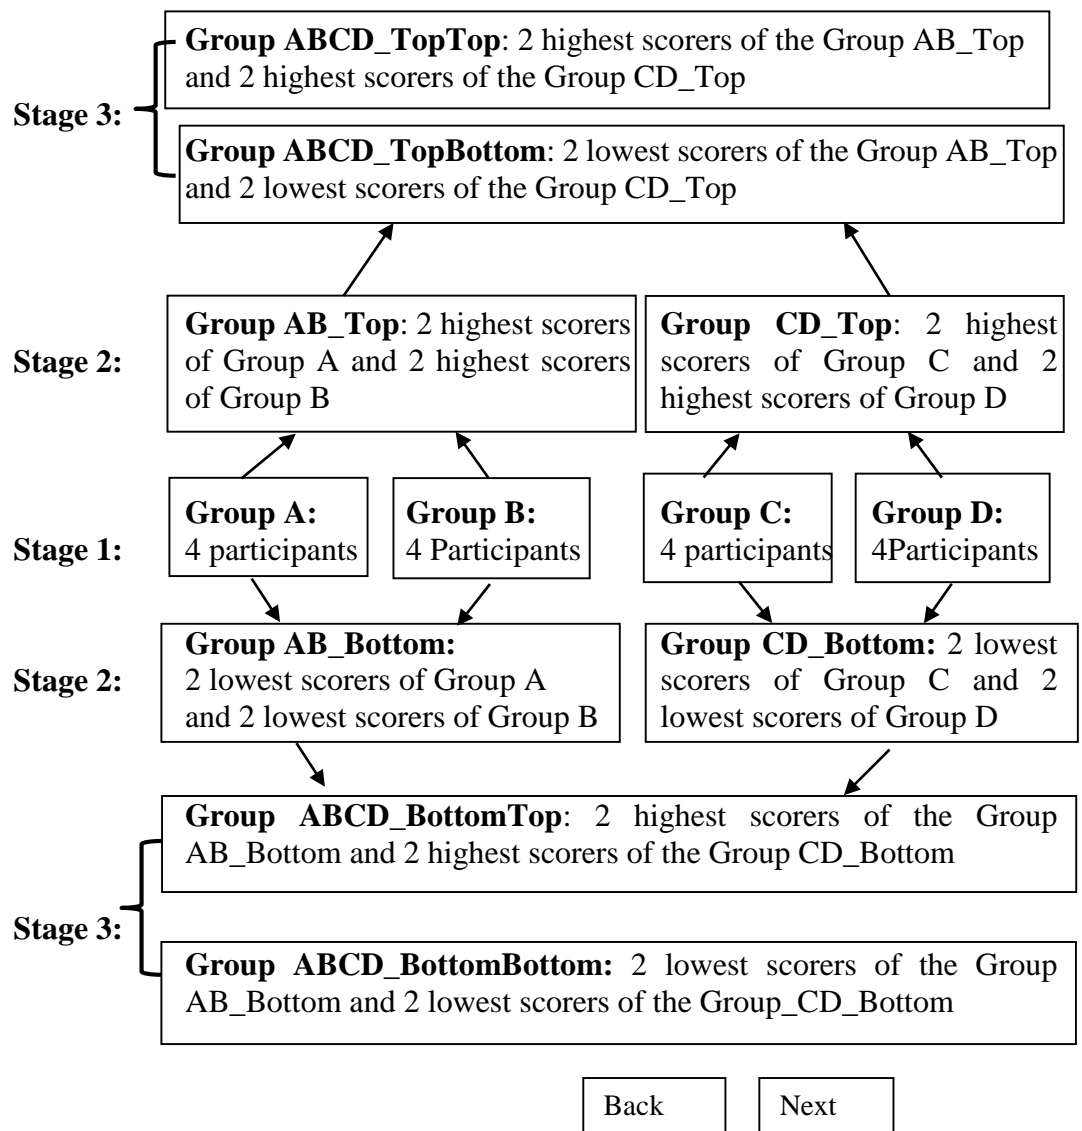 Group ABCD_TopTop: 2 highest scorers of the Group AB_Top
and 2 highest scorers of the Group CD_Top
Stage 3:
Group ABCD_TopBottom: 2 lowest scorers of the Group AB_Top
and 2 lowest scorers of the Group CD_Top
Group AB_Top: 2 highest scorers
of Group A and 2 highest scorers
of Group B
Group CD_Top: 2 highest
scorers of Group C and 2
highest scorers of Group D
Stage 2:
Group A:
4 participants
Group B:
4 Participants
Group C:
4 participants
Group D:
4Participants
Stage 1:
Group AB_Bottom:
2 lowest scorers of Group A
and 2 lowest scorers of Group B
Group CD_Bottom: 2 lowest
scorers of Group C and 2
lowest scorers of Group D
Stage 2:
Group ABCD_BottomTop: 2 highest scorers of the Group
AB_Bottom and 2 highest scorers of the Group CD_Bottom
Stage 3:
Group ABCD_BottomBottom: 2 lowest scorers of the Group
AB_Bottom and 2 lowest scorers of the Group_CD_Bottom
Back
Next